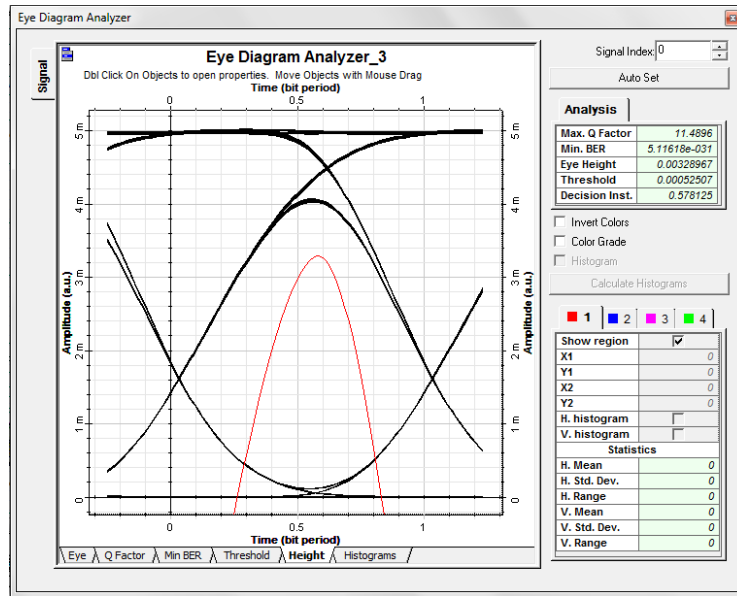 Eye Diagram Analyzer
Signal
Eye Diagram Analyzer_3
Dbl Click On Objects to open properties. Move Objects with Mouse Drag
Time (bit period)
0 0.5 1
Amplitude (a.u.)
5 m
4 m
3 m
2 m
1 m
0
Amplitude (a.u.)
5 m
4 m
3 m
2 m
1 m
0
0 0.5 1
Time (bit period)
Eye Q Factor Min BER Threshold Height Histograms
Signal Index: 0
Auto Set
Analysis
Max. Q Factor 11.4896
Min. BER 5.11618e-031
Eye Height 0.00328967
Threshold 0.00052507
Decision Inst. 0.578125
Invert Colors
Color Grade
Histogram
Calculate Histograms
1 2 3 4
Show region
X1 0
Y1 0
X2 0
Y2 0
H. histogram
V. histogram
Statistics
H. Mean 0
H. Std. Dev. 0
H. Range 0
V. Mean 0
V. Std. Dev. 0
V. Range 0